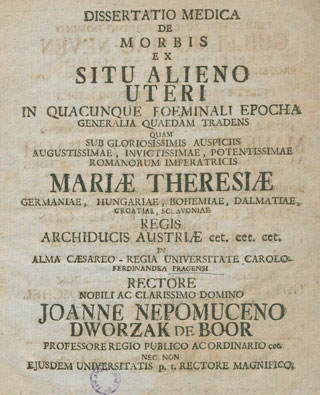 DISSERTATIO MEDICA
DE
MORBIS
EX
SITU ALIENO
UTERI
IN QUACUNQUE FOEMINALI EPOCHA
GENERALIA QUAEDAM TRADENS
QUAM
SUB GLORIOSISSIMIS AUSPICIIS
AUGUSTISSIMAE, INVICTISSIMAE, POTENTISSIMAE
ROMANORUM IMPERATRICIS
MARIÆ THERESIÆ
GERMANIAE, HUNGARIAE, BOHEMIAE, DALMATIAE,
CROATIAE, SCLAVONIAE
REGIS
ARCHIDUCIS AUSTRIÆ cet. cet. cet.
IN
ALMA CÆSAREO-REGIA UNIVERSITATE CAROLO-
FERDINANDEA PRAGENSI
RECTORE
NOBILI AC CLARISSIMO DOMINO
JOANNE NEPOMUCENO
DWORZAK DE BOOR
PROFESSORE REGIO PUBLICO AC ORDINARIO cet.
NEC NON
EJUSDEM UNIVERSITATIS p. t. RECTORE MAGNIFICO,